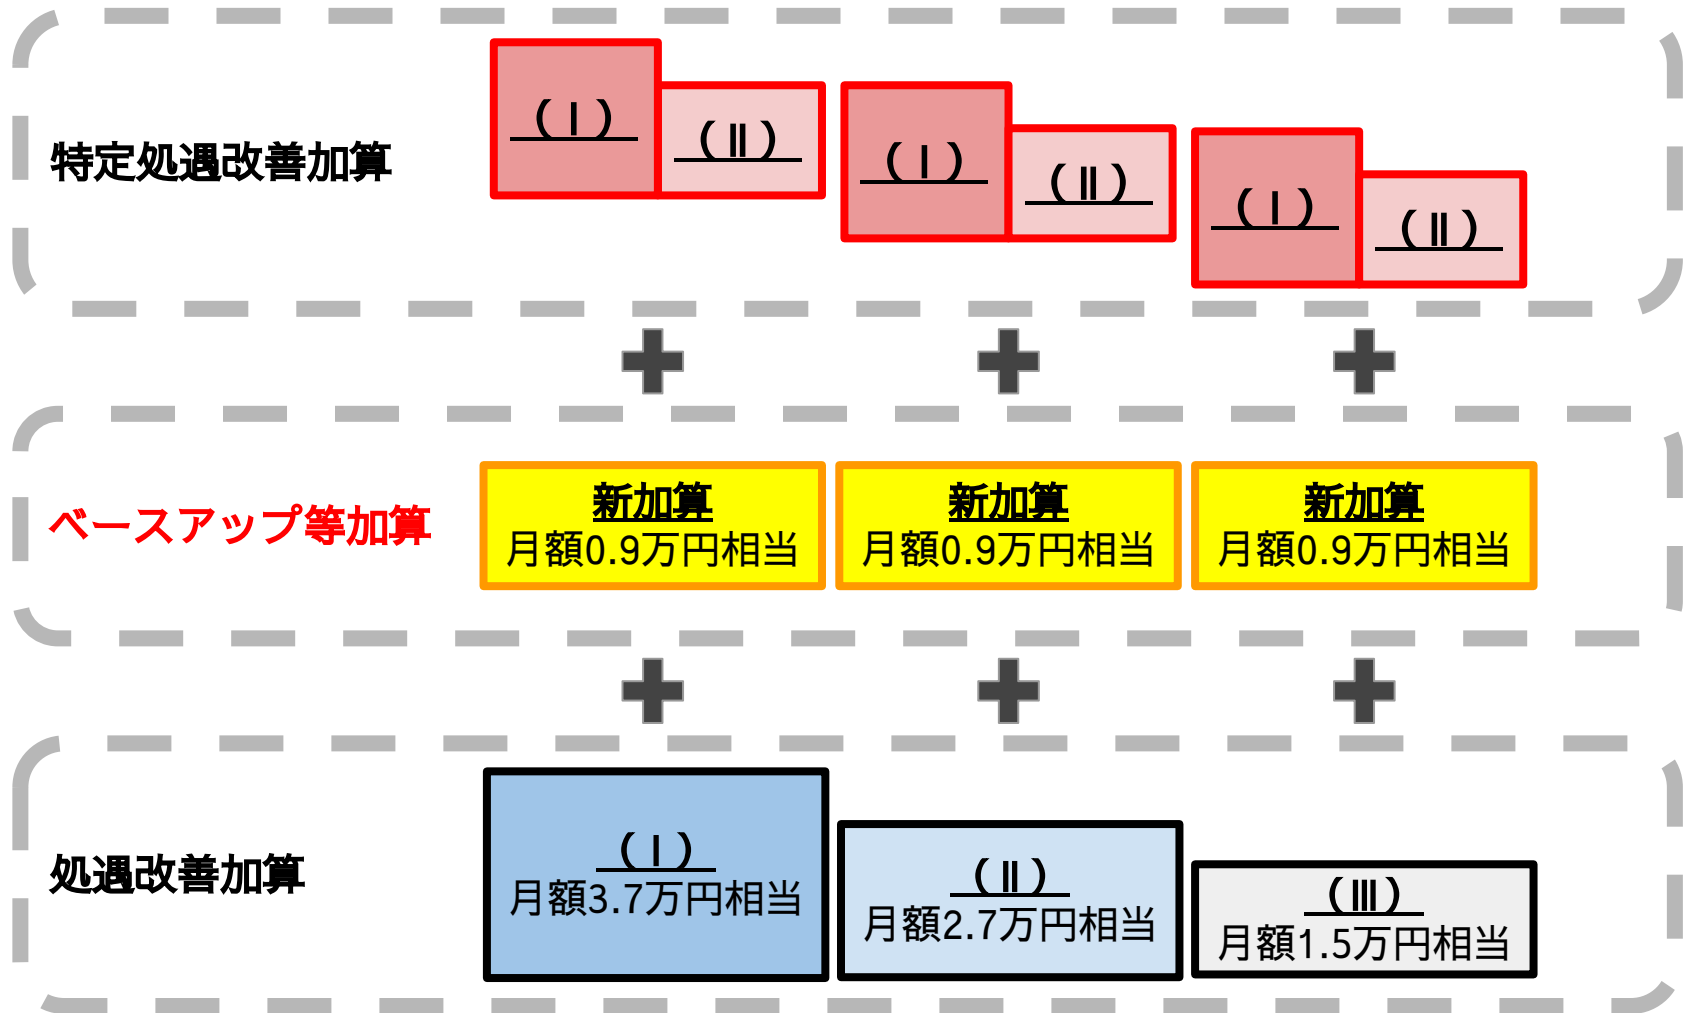 特定処遇改善加算
（Ⅰ）
（Ⅱ）
（Ⅰ）
（Ⅱ）
（Ⅰ）
（Ⅱ）
ベースアップ等加算
新加算
月額0.9万円相当
新加算
月額0.9万円相当
新加算
月額0.9万円相当
処遇改善加算
（Ⅰ）
月額3.7万円相当
（Ⅱ）
月額2.7万円相当
（Ⅲ）
月額1.5万円相当